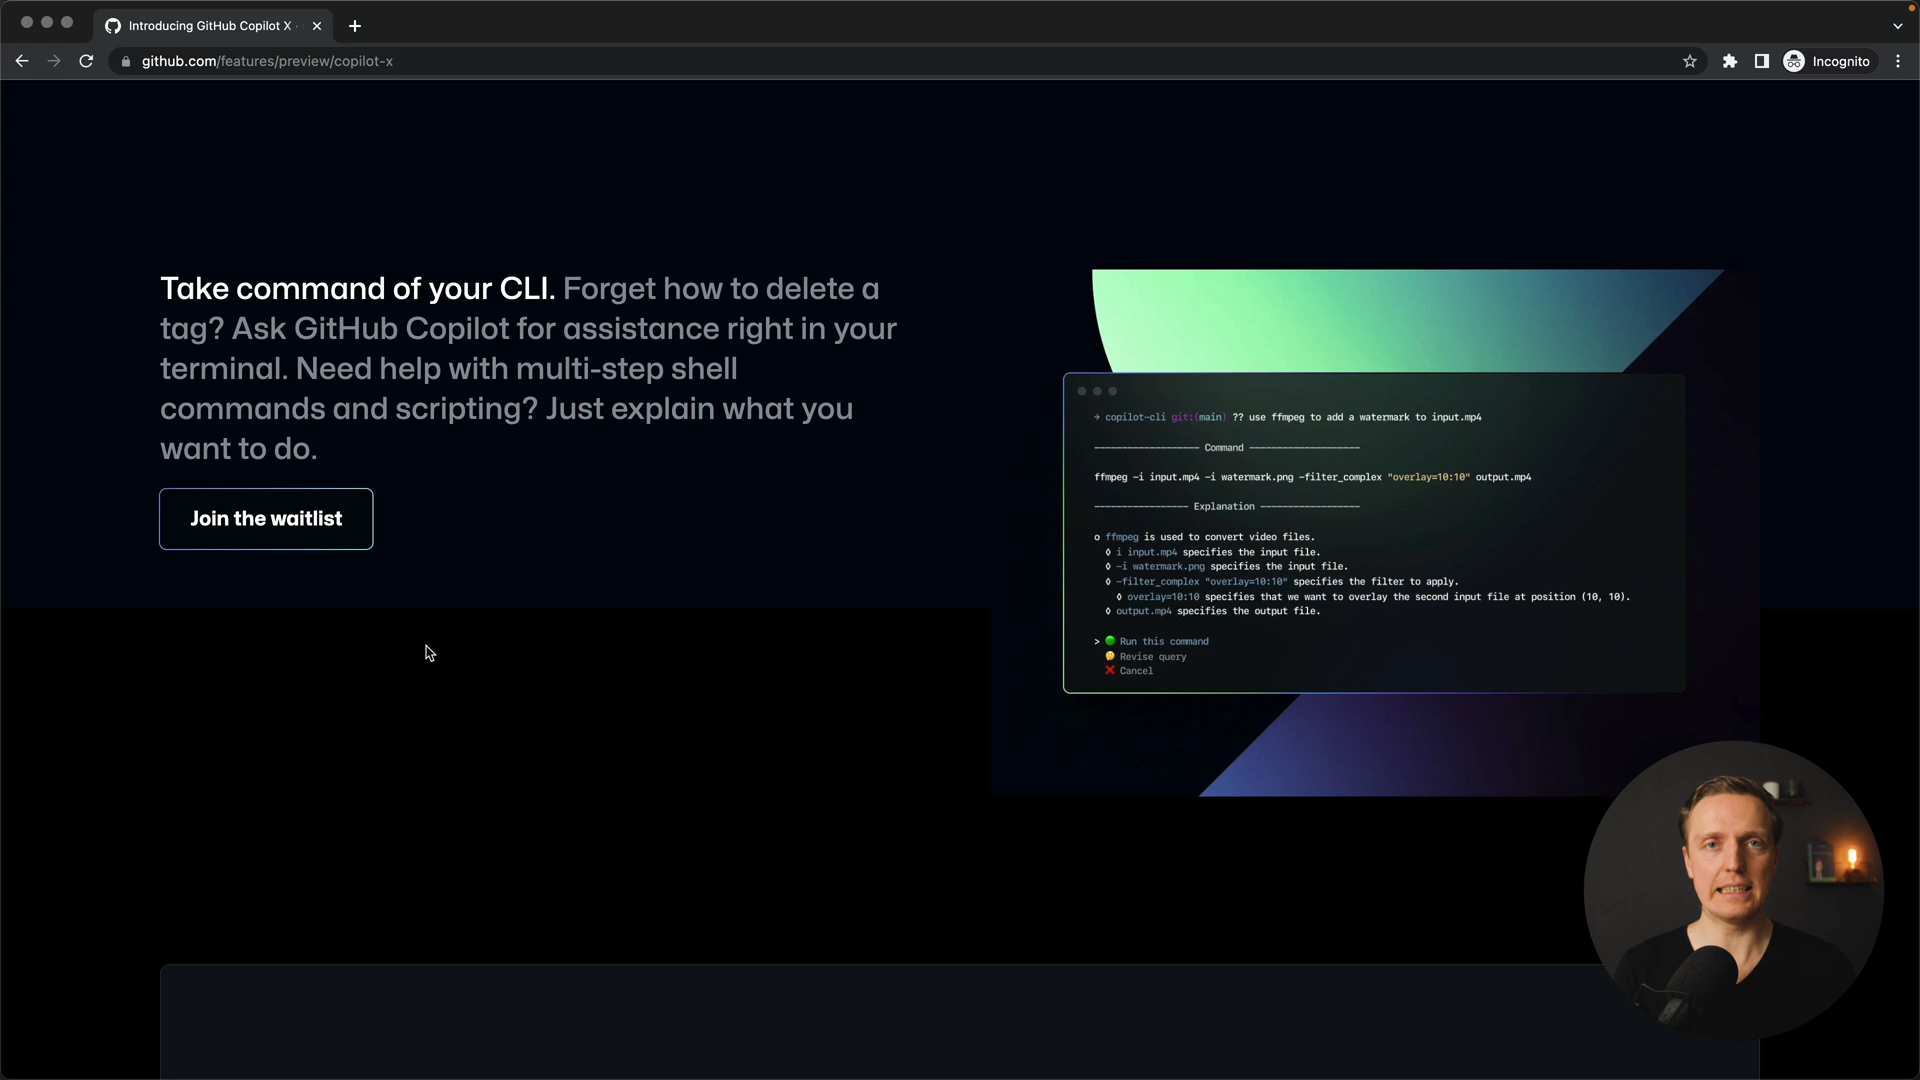 Introducing GitHub Copilot X ·
github.com/features/preview/copilot-x
Incognito
Take command of your CLI. Forget how to delete a
tag? Ask GitHub Copilot for assistance right in your
terminal. Need help with multi-step shell
commands and scripting? Just explain what you
want to do.
Join the waitlist
→ copilot-cli git:(main) ?? use ffmpeg to add a watermark to input.mp4
Command
ffmpeg -i input.mp4 -i watermark.png -filter_complex "overlay=10:10" output.mp4
Explanation
o ffmpeg is used to convert video files.
◊ i input.mp4 specifies the input file.
◊ -i watermark.png specifies the input file.
◊ -filter_complex "overlay=10:10" specifies the filter to apply.
◊ overlay=10:10 specifies that we want to overlay the second input file at position (10, 10).
◊ output.mp4 specifies the output file.
> Run this command
Revise query
Cancel